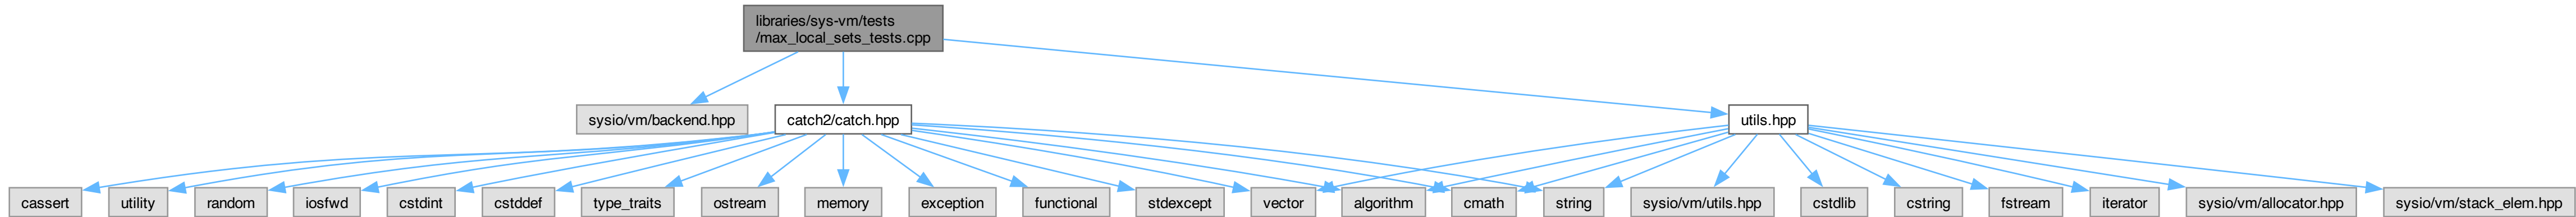 libraries/sys-vm/tests
/max_local_sets_tests.cpp
sysio/vm/backend.hpp
catch2/catch.hpp
utils.hpp
cassert
utility
random
iosfwd
cstdint
cstddef
type_traits
ostream
memory
exception
functional
stdexcept
vector
algorithm
cmath
string
sysio/vm/utils.hpp
cstdlib
cstring
fstream
iterator
sysio/vm/allocator.hpp
sysio/vm/stack_elem.hpp